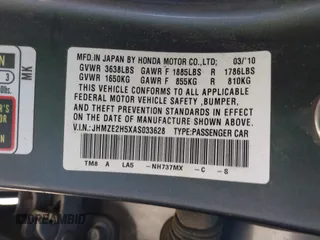 MFD.IN JAPAN BY HONDA MOTOR CO.,LTD; 03/'10
GVWR 3638LBS GAWR F 1885LBS R 1786LBS
GVWR 1650KG GAWR F 855KG R 810KG
THIS VEHICLE CONFORMS TO ALL APPLICABLE
FEDERAL MOTOR VEHICLE SAFETY ,BUMPER,
AND THEFT PREVENTION STANDARDS IN EFFECT
ON THE DATE OF MANUFACTURE SHOWN ABOVE.
V.I.N.:JHMZE2H5XAS033628 TYPE:PASSENGER CAR
TM8 A LA5 -NH737MX -C -S
MK
3
DREAMBID